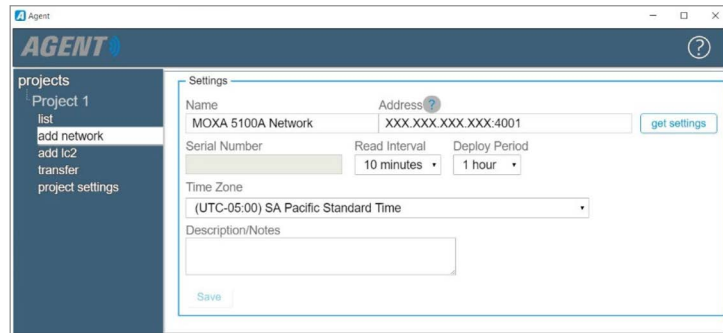 Agent
AGENT
?
projects
Project 1
list
add network
add lc2
transfer
project settings
Settings
Name Address ?
MOXA 5100A Network XXX.XXX.XXX.XXX:4001 get settings
Serial Number Read Interval Deploy Period
10 minutes 1 hour
Time Zone
(UTC-05:00) SA Pacific Standard Time
Description/Notes
Save